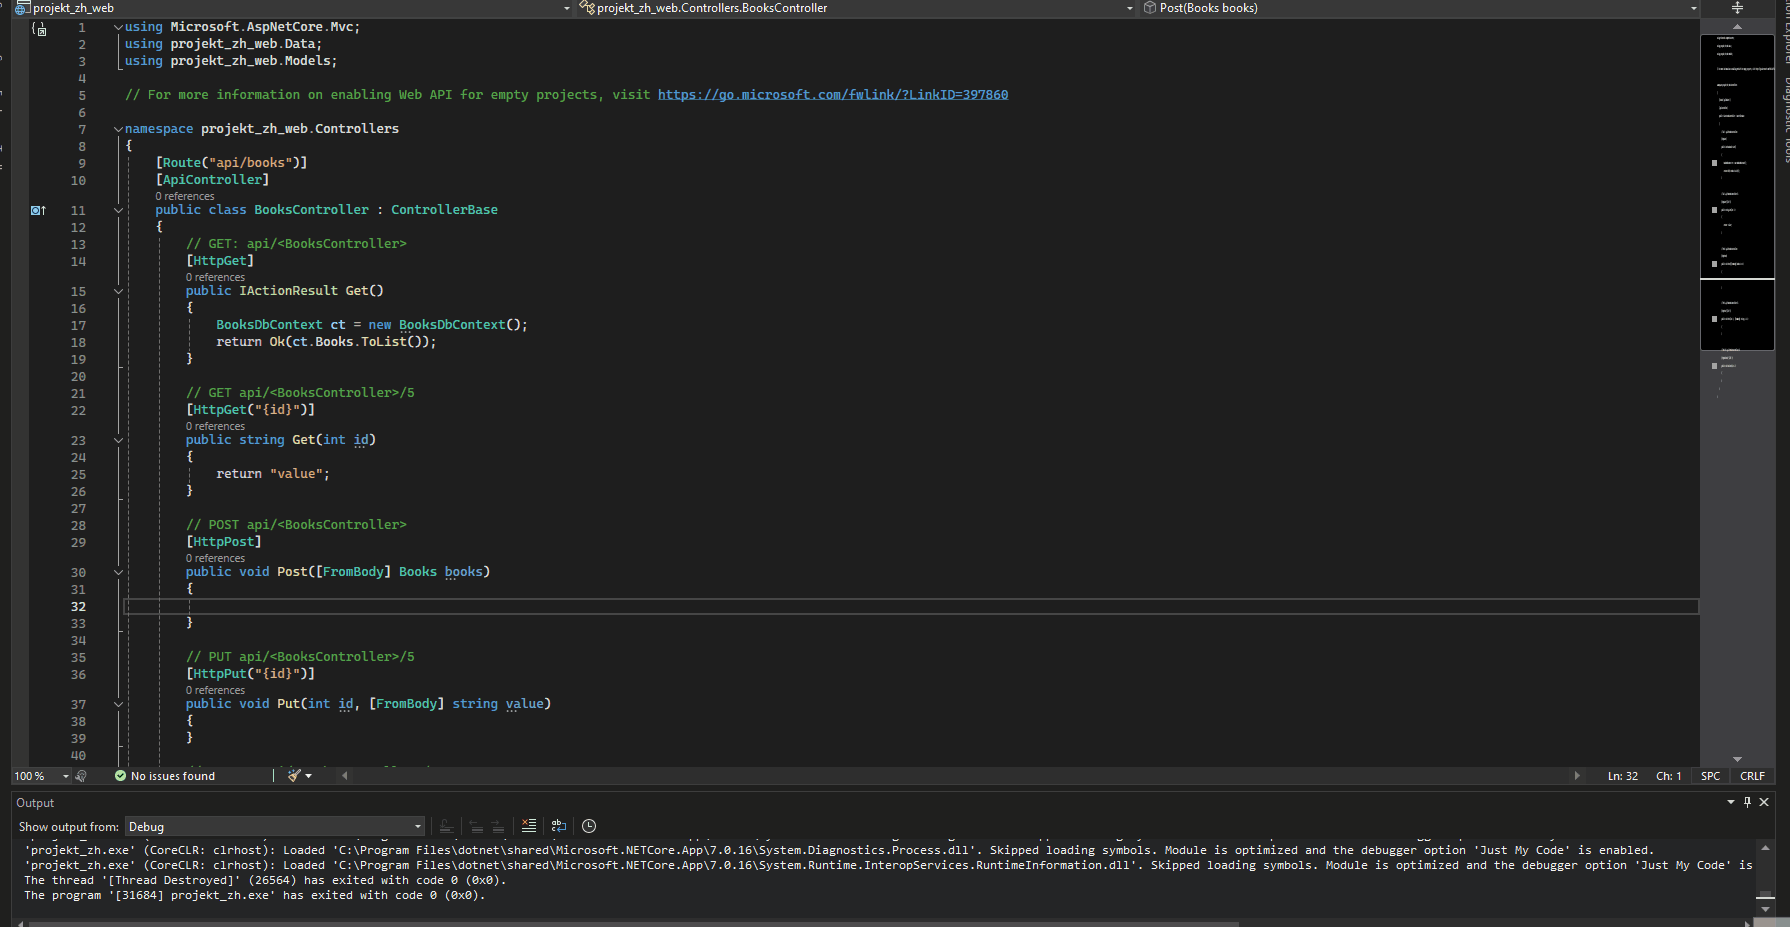 projekt_zh_web
projekt_zh_web.Controllers.BooksController
Post(Books books)
1 using Microsoft.AspNetCore.Mvc;
2 using projekt_zh_web.Data;
3 using projekt_zh_web.Models;
4
5 // For more information on enabling Web API for empty projects, visit https://go.microsoft.com/fwlink/?LinkID=397860
6
7 namespace projekt_zh_web.Controllers
8 {
9 [Route("api/books")]
10 [ApiController]
0 references
11 public class BooksController : ControllerBase
12 {
13 // GET: api/<BooksController>
14 [HttpGet]
0 references
15 public IActionResult Get()
16 {
17 BooksDbContext ct = new BooksDbContext();
18 return Ok(ct.Books.ToList());
19 }
20
21 // GET api/<BooksController>/5
22 [HttpGet("{id}")]
0 references
23 public string Get(int id)
24 {
25 return "value";
26 }
27
28 // POST api/<BooksController>
29 [HttpPost]
0 references
30 public void Post([FromBody] Books books)
31 {
32
33 }
34
35 // PUT api/<BooksController>/5
36 [HttpPut("{id}")]
0 references
37 public void Put(int id, [FromBody] string value)
38 {
39 }
40
100 %
No issues found
Ln: 32 Ch: 1 SPC CRLF
Output
Show output from: Debug
'projekt_zh.exe' (CoreCLR: clrhost): Loaded 'C:\Program Files\dotnet\shared\Microsoft.NETCore.App\7.0.16\System.Diagnostics.Process.dll'. Skipped loading symbols. Module is optimized and the debugger option 'Just My Code' is enabled.
'projekt_zh.exe' (CoreCLR: clrhost): Loaded 'C:\Program Files\dotnet\shared\Microsoft.NETCore.App\7.0.16\System.Runtime.InteropServices.RuntimeInformation.dll'. Skipped loading symbols. Module is optimized and the debugger option 'Just My Code' is
The thread '[Thread Destroyed]' (26564) has exited with code 0 (0x0).
The program '[31684] projekt_zh.exe' has exited with code 0 (0x0).